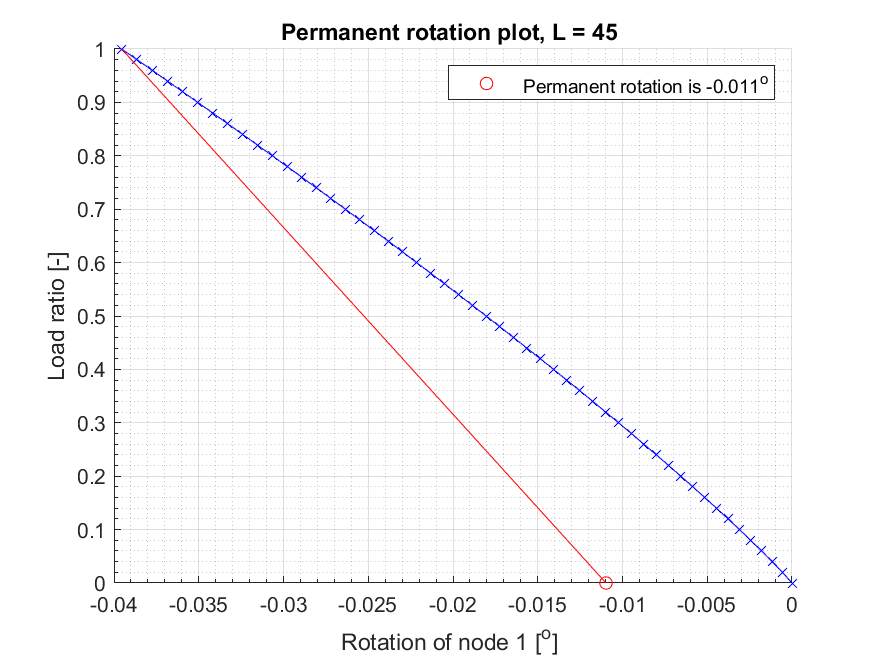 Permanent rotation plot, L = 45
Permanent rotation is -0.011°
Load ratio [-]
1
0.9
0.8
0.7
0.6
0.5
0.4
0.3
0.2
0.1
0
-0.04 -0.035 -0.03 -0.025 -0.02 -0.015 -0.01 -0.005 0
Rotation of node 1 [°]